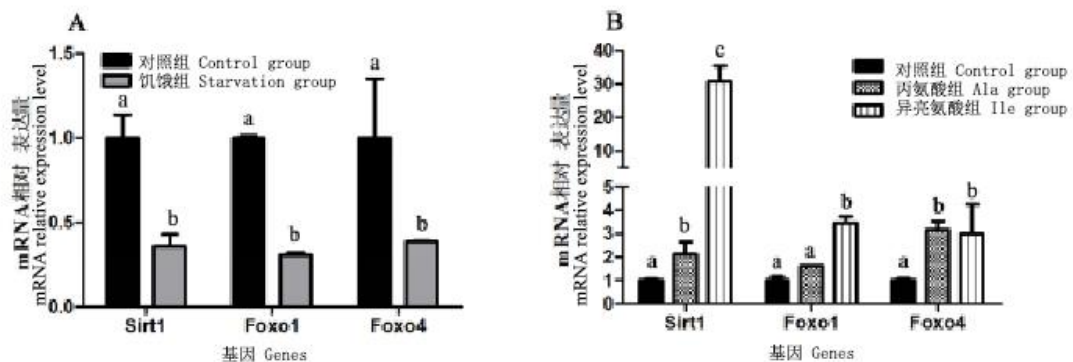 A
对照组 Control group
饥饿组 Starvation group
mRNA相对 表达量
mRNA relative expression level
1.5
1.0
0.5
0.0
a
b
a
b
a
b
Sirt1
Foxo1
Foxo4
基因 Genes
B
对照组 Control group
丙氨酸组 Ala group
异亮氨酸组 Ile group
mRNA相对 表达量
mRNA relative expression level
40
30
20
10
5
4
3
2
1
0
a
b
c
a
a
b
a
b
b
Sirt1
Foxo1
Foxo4
基因 Genes